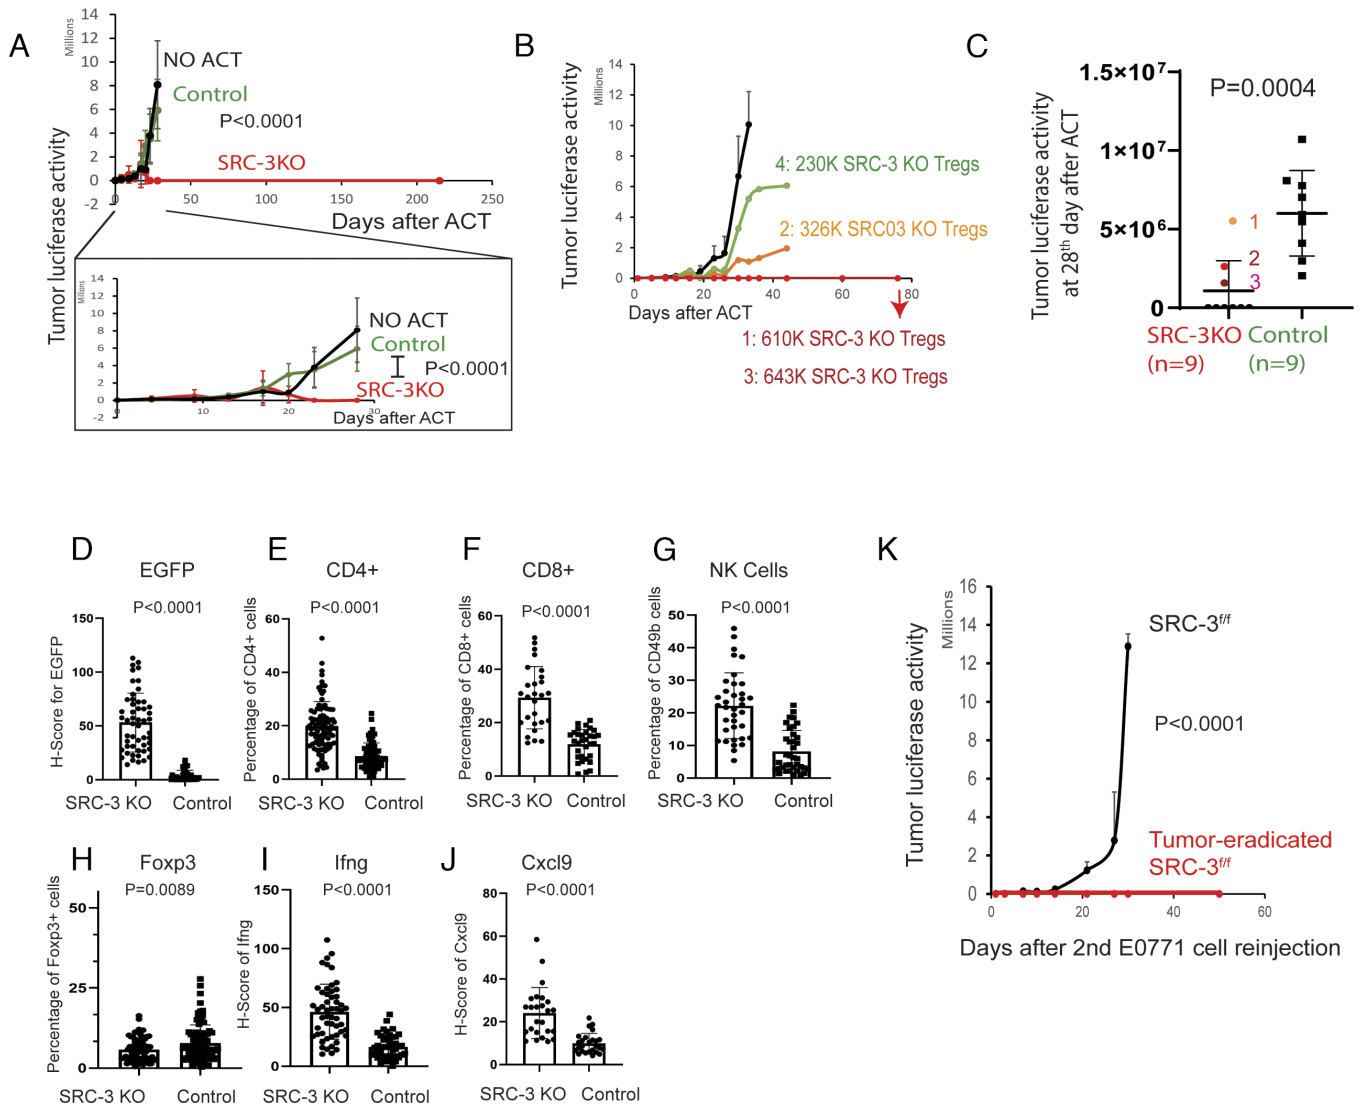 A
Tumor luciferase activity
Millions
14
12
10
8
6
4
2
0
-2
NO ACT
Control
P<0.0001
SRC-3KO
0
50
100
150
200
250
Days after ACT
Millions
14
12
10
8
6
4
2
0
-2
NO ACT
Control
P<0.0001
SRC-3KO
0
10
20
30
Days after ACT
B
Tumor luciferase activity
Millions
14
12
10
8
6
4
2
0
4: 230K SRC-3 KO Tregs
2: 326K SRC03 KO Tregs
0
20
40
60
80
Days after ACT
1: 610K SRC-3 KO Tregs
3: 643K SRC-3 KO Tregs
C
Tumor luciferase activity
at 28th day after ACT
1.5×10⁷
1×10⁷
5×10⁶
0
P=0.0004
1
2
3
SRC-3KO
(n=9)
Control
(n=9)
D
EGFP
P<0.0001
H-Score for EGFP
150
100
50
0
SRC-3 KO
Control
E
CD4+
P<0.0001
Percentage of CD4+ cells
60
40
20
0
SRC-3 KO
Control
F
CD8+
P<0.0001
Percentage of CD8+ cells
60
40
20
0
SRC-3 KO
Control
G
NK Cells
P<0.0001
Percentage of CD49b cells
50
40
30
20
10
0
SRC-3 KO
Control
H
Foxp3
P=0.0089
Percentage of Foxp3+ cells
50
25
0
SRC-3 KO
Control
I
Ifng
P<0.0001
H-Score of Ifng
150
100
50
0
SRC-3 KO
Control
J
Cxcl9
P<0.0001
H-Score of Cxcl9
80
60
40
20
0
SRC-3 KO
Control
K
Tumor luciferase activity
Millions
16
14
12
10
8
6
4
2
0
SRC-3f/f
P<0.0001
Tumor-eradicated
SRC-3f/f
0
20
40
60
Days after 2nd E0771 cell reinjection